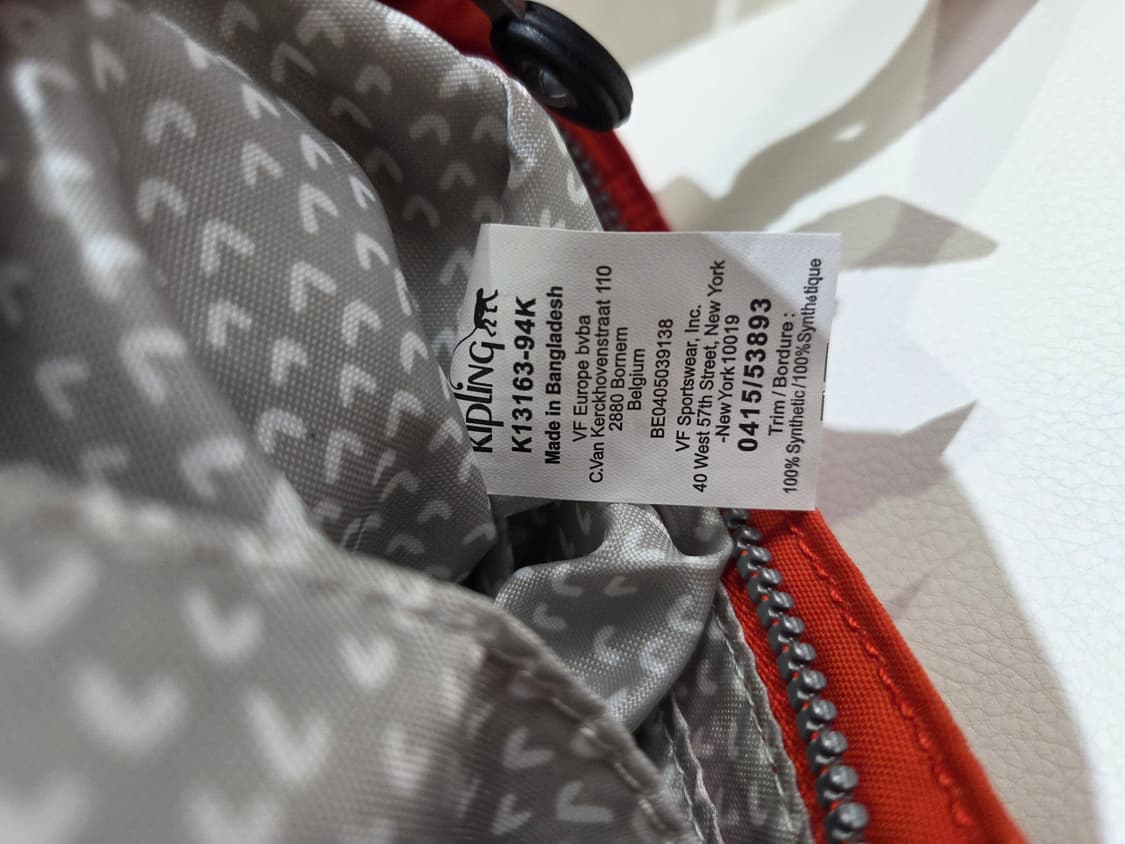 KIPLING
K13163-94K
Made in Bangladesh
VF Europe bvba
C.Van Kerckhovenstraat 110
2880 Bornem
Belgium
BE0405039138
VF Sportswear, Inc.
40 West 57th Street, New York
-NewYork10019
0415/53893
Trim / Bordure :
100% Synthetic /100%Synthétique